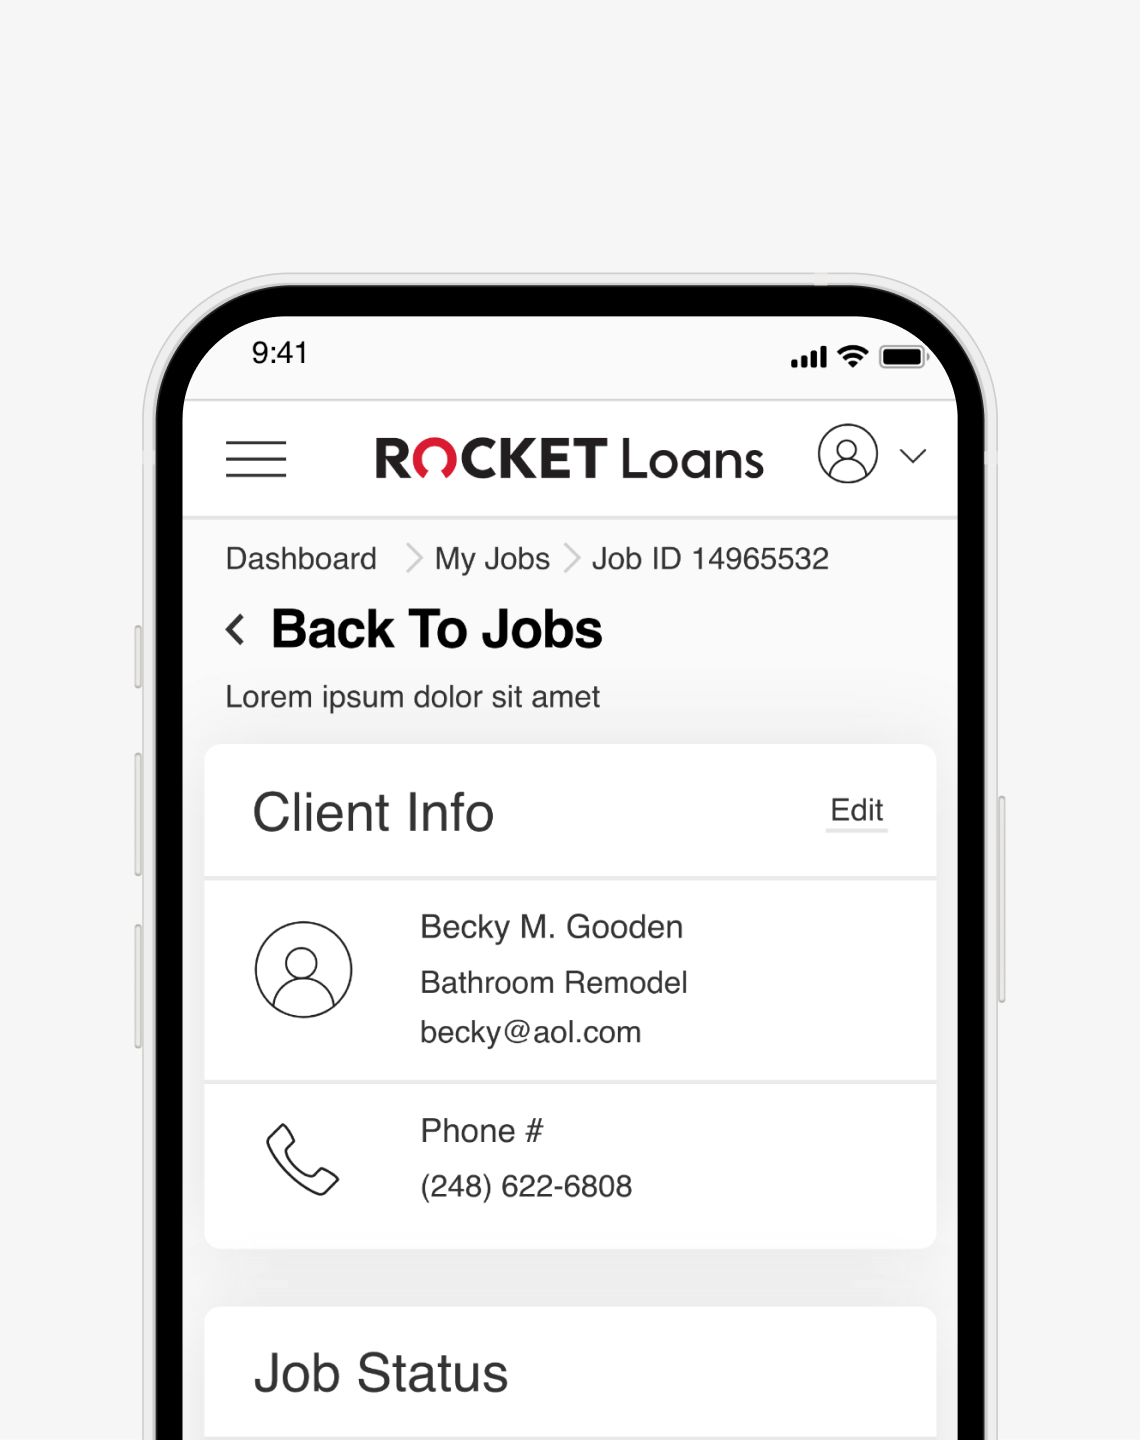 9:41
ROCKET Loans
Dashboard My Jobs Job ID 14965532
Back To Jobs
Lorem ipsum dolor sit amet
Client Info Edit
Becky M. Gooden
Bathroom Remodel
becky@aol.com
Phone #
(248) 622-6808
Job Status